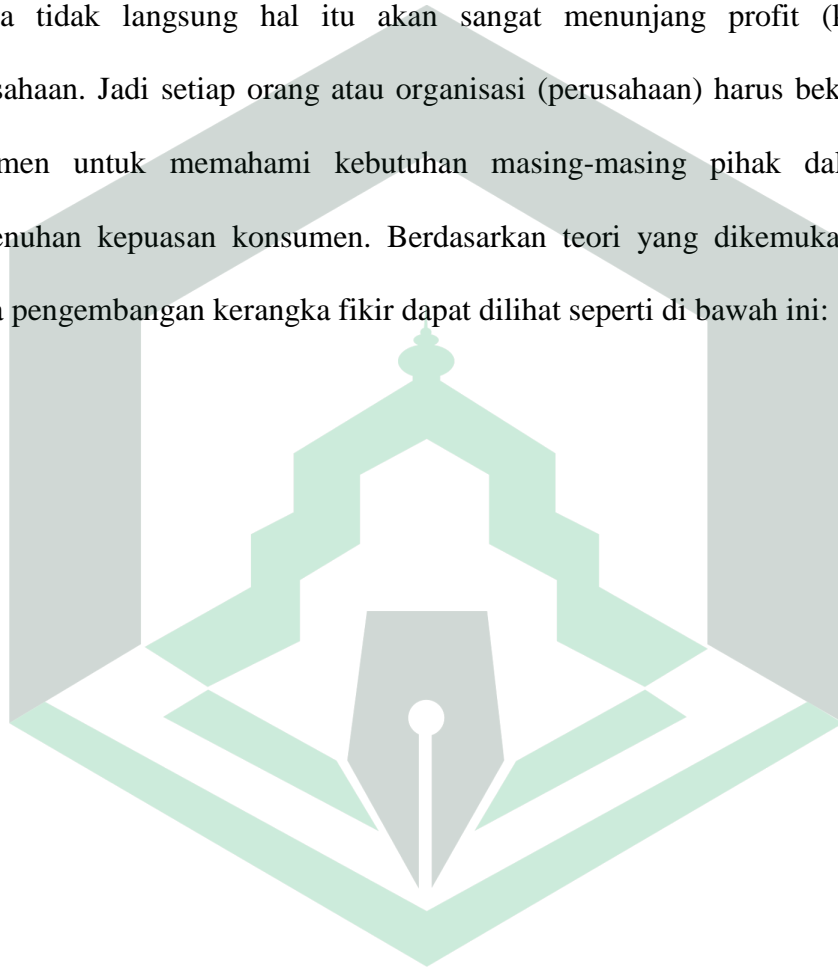 a tidak langsung hal itu akan sangat menunjang profit
sahaan. Jadi setiap orang atau organisasi (perusahaan) harus bek
men untuk memahami kebutuhan masing-masing pihak dal
enuhan kepuasan konsumen. Berdasarkan teori yang dikemuka
pengembangan kerangka fikir dapat dilihat seperti di bawah ini: